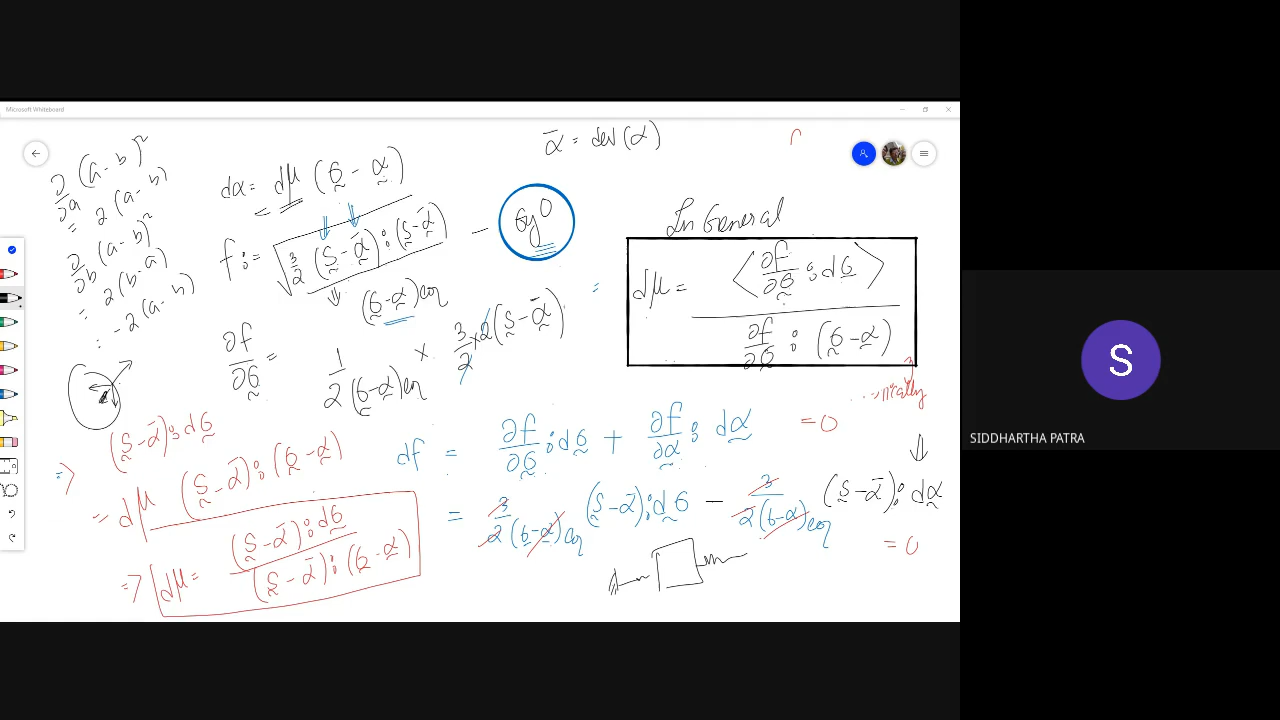 Microsoft Whiteboard
ᾱ = dev(α)
∂/∂a (a-b)²
= 2(a-b)
∂/∂b (a-b)²
= 2(b-a)
= -2(a-b)
dα = dμ (σ - α)
f := √(3/2 (S-ᾱ):(S-ᾱ)) - σy⁰
(σ-α)eq
∂f/∂σ = 1/(2(σ-α)eq) × 3/2 × 2(S-ᾱ)
In General
dμ = ⟨∂f/∂σ : dσ⟩ / (∂f/∂σ : (σ-α))
df = ∂f/∂σ : dσ + ∂f/∂α : dα = 0
= 3/(2(σ-α)eq) (S-ᾱ):dσ - 3/(2(σ-α)eq) (S-ᾱ):dα
= 0
⇒ (S-ᾱ):dσ
= dμ (S-ᾱ):(σ-α)
⇒ dμ = (S-ᾱ):dσ / ((S-ᾱ):(σ-α))
S
SIDDHARTHA PATRA